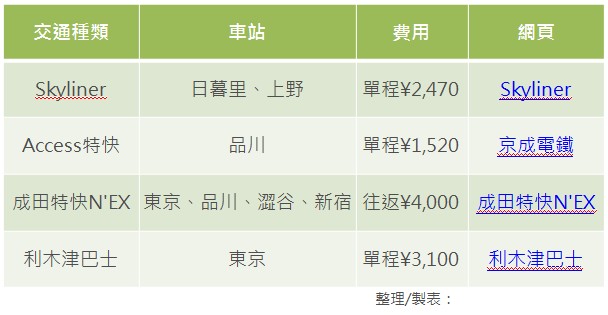 交通種類 車站 費用 網頁
Skyliner 日暮里、上野 單程¥2,470 Skyliner
Access特快 品川 單程¥1,520 京成電鐵
成田特快N'EX 東京、品川、澀谷、新宿 往返¥4,000 成田特快N'EX
利木津巴士 東京 單程¥3,100 利木津巴士
整理/製表：